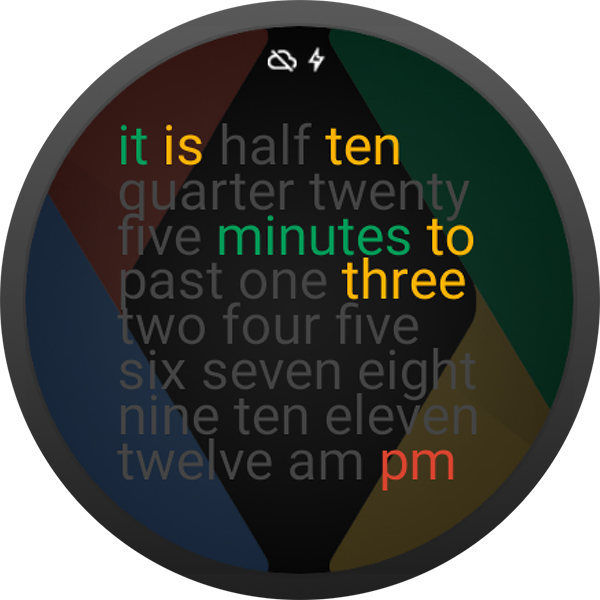 it is half ten
quarter twenty
five minutes to
past one three
two four five
six seven eight
nine ten eleven
twelve am pm